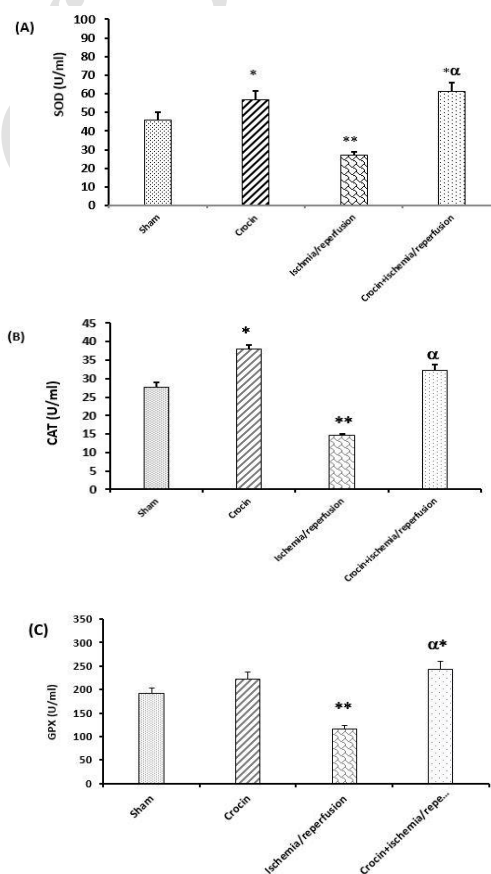 (A)
SOD (U/ml)
100
90
80
70
60
50
40
30
20
10
0
*
**
*α
Sham
Crocin
Ischmia/reperfusion
Crocin+ischemia/reperfusion
(B)
CAT (U/ml)
45
40
35
30
25
20
15
10
5
0
*
**
α
Sham
Crocin
Ischemia/reperfusion
Crocin+ischemia/reperfusion
(C)
GPX (U/ml)
350
300
250
200
150
100
50
0
**
α*
Sham
Crocin
Ischemia/reperfusion
Crocin+ischemia/repe...